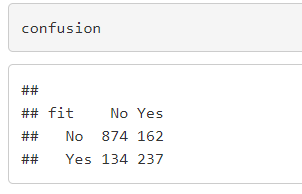 confusion
##
## fit    No Yes
##   No  874 162
##   Yes 134 237